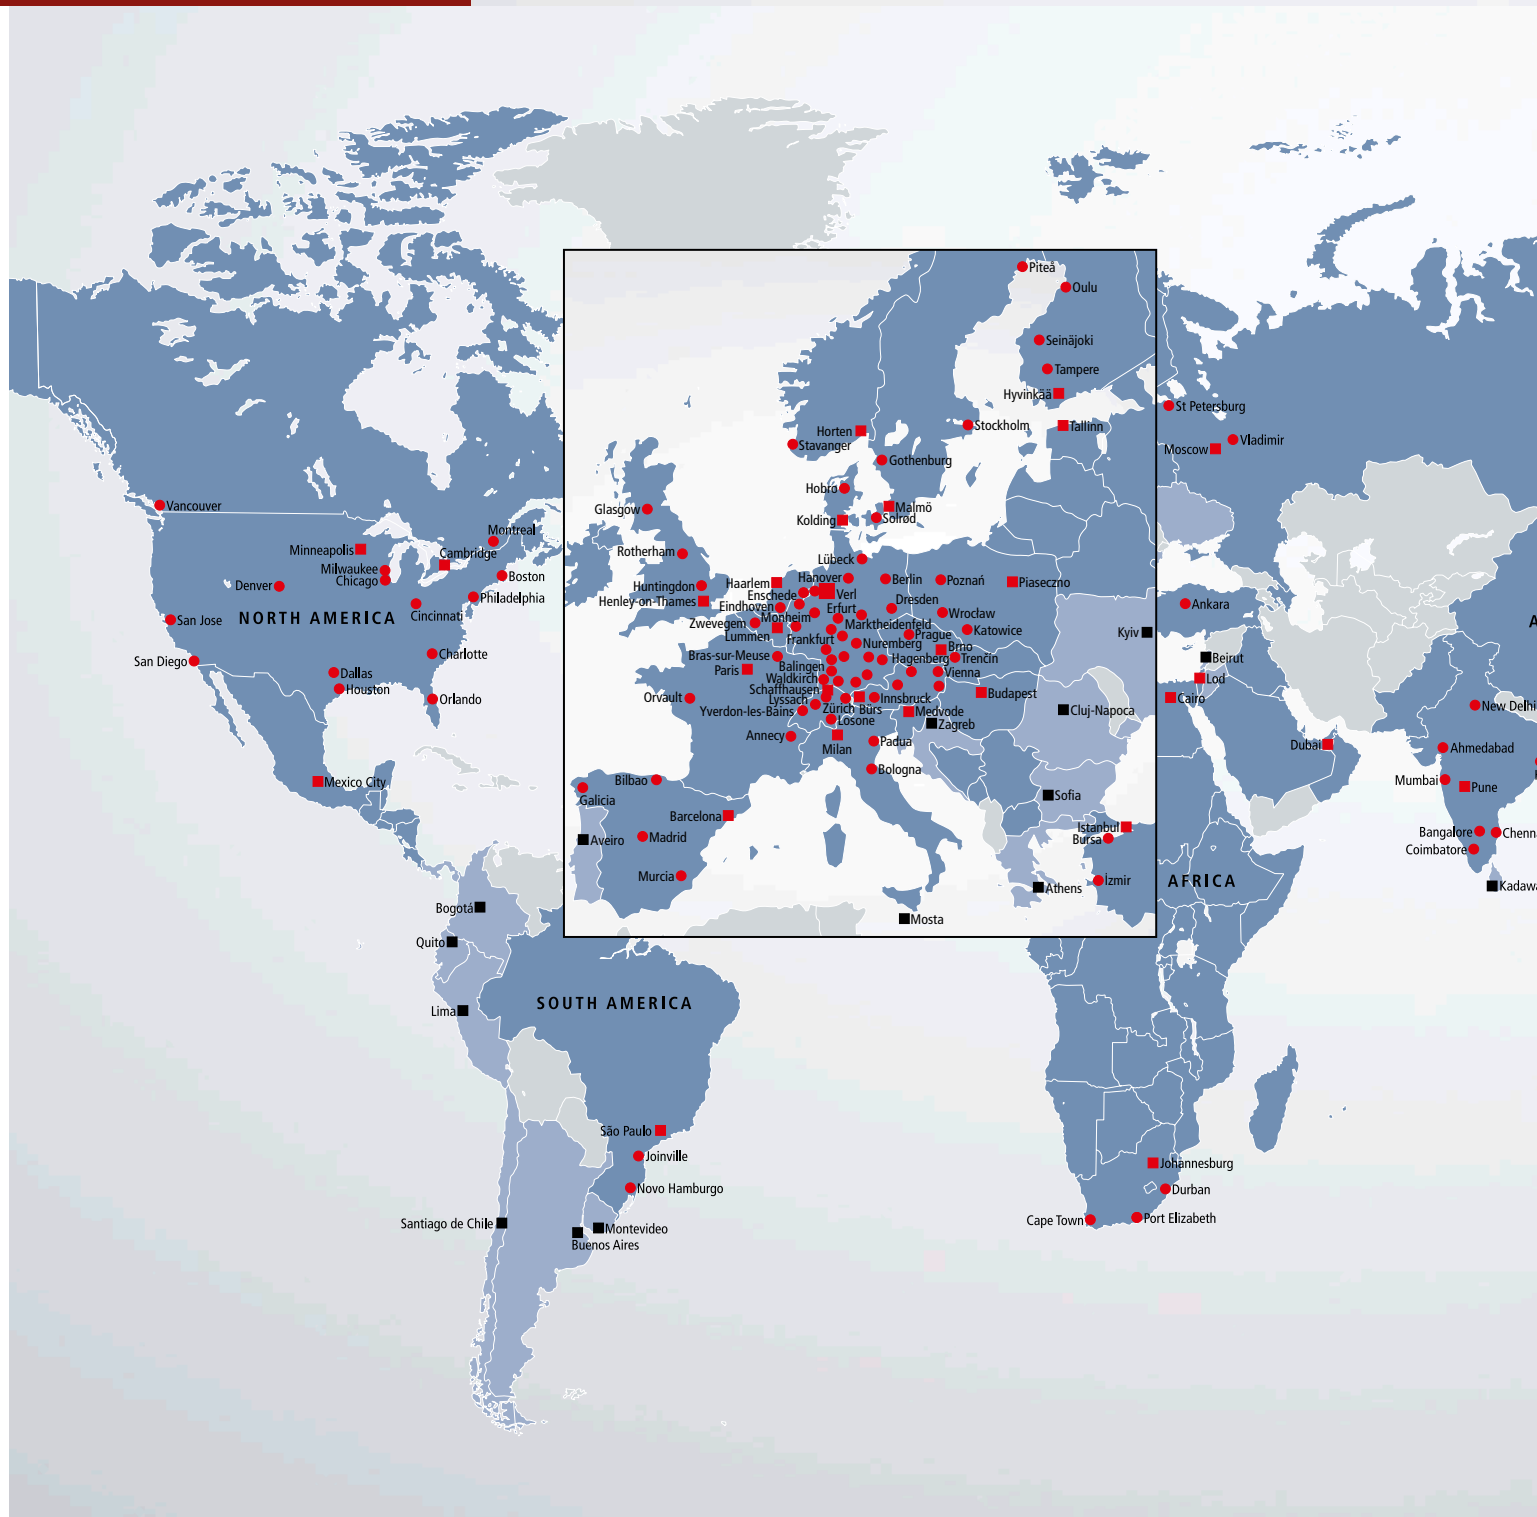 Vancouver
Montreal
Minneapolis
Cambridge
Milwaukee
Chicago
Boston
Denver
Philadelphia
NORTH AMERICA
Cincinnati
San Jose
San Diego
Charlotte
Dallas
Houston
Orlando
Mexico City
Bogotá
Quito
Lima
SOUTH AMERICA
São Paulo
Joinville
Novo Hamburgo
Santiago de Chile
Montevideo
Buenos Aires
Piteå
Oulu
Seinäjoki
Tampere
Hyvinkää
Horten
Stockholm
Tallinn
Stavanger
Gothenburg
Hobro
Glasgow
Malmö
Kolding
Solrød
Rotherham
Lübeck
Huntingdon
Haarlem
Hanover
Berlin
Poznań
Piaseczno
Henley-on-Thames
Enschede
Verl
Dresden
Eindhoven
Erfurt
Wrocław
Zwevegem
Monheim
Marktheidenfeld
Katowice
Lummen
Frankfurt
Nuremberg
Prague
Brno
Bras-sur-Meuse
Hagenberg
Trenčín
Paris
Balingen
Vienna
Waldkirch
Schaffhausen
Budapest
Orvault
Lyssach
Zürich
Bürs
Innsbruck
Yverdon-les-Bains
Losone
Medvode
Zagreb
Cluj-Napoca
Annecy
Milan
Padua
Bologna
Bilbao
Galicia
Barcelona
Sofia
Aveiro
Madrid
Istanbul
Bursa
Murcia
Athens
İzmir
Mosta
Kyiv
St Petersburg
Vladimir
Moscow
Ankara
Beirut
Lod
Cairo
New Delhi
Dubai
Ahmedabad
Mumbai
Pune
Bangalore
Chenn
Coimbatore
Kadawa
AFRICA
Johannesburg
Durban
Cape Town
Port Elizabeth
A